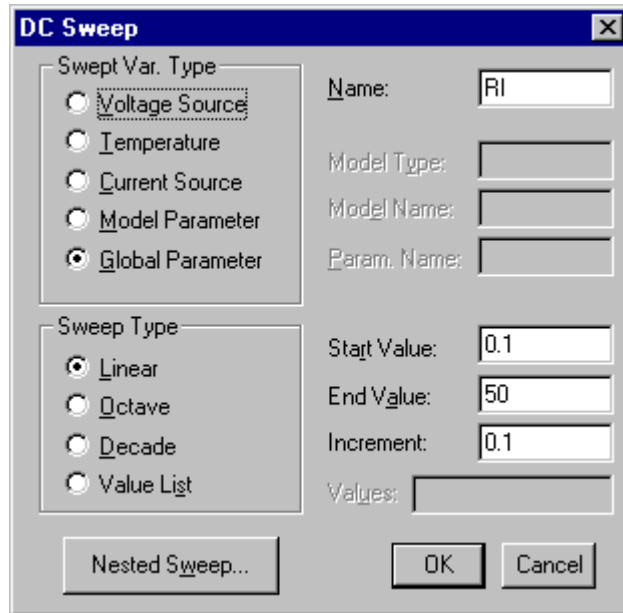 DC Sweep
Swept Var. Type
Voltage Source
Temperature
Current Source
Model Parameter
Global Parameter
Name: Rl
Model Type:
Model Name:
Param. Name:
Sweep Type
Linear
Octave
Decade
Value List
Start Value: 0.1
End Value: 50
Increment: 0.1
Values:
Nested Sweep...
OK
Cancel